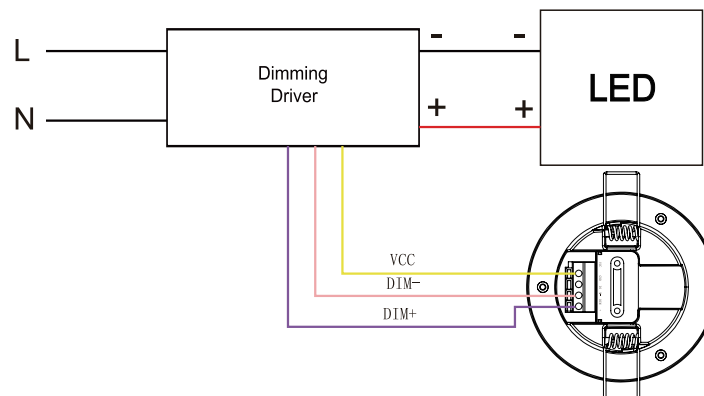 L
N
Dimming
Driver
- -
+ +
LED
VCC
DIM-
DIM+